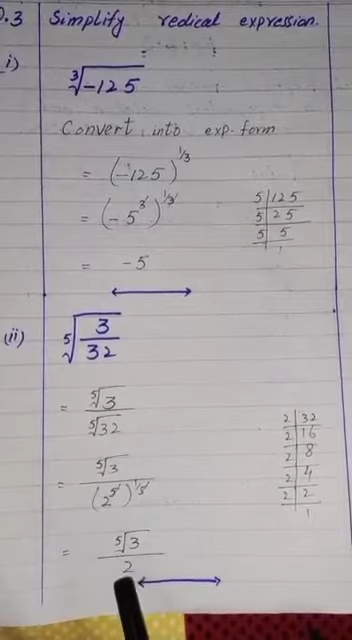 Q.3 Simplify redical expression.
i)
∛-125
Convert into exp-form
= (-125)^1/3
= (-5^3)^1/3
5 | 125
5 | 25
5 | 5
1
= -5
(ii) ⁵√3/32
= ⁵√3/⁵√32
= ⁵√3/(2^5)^1/5
2 | 32
2 | 16
2 | 8
2 | 4
2 | 2
1
= ⁵√3/2